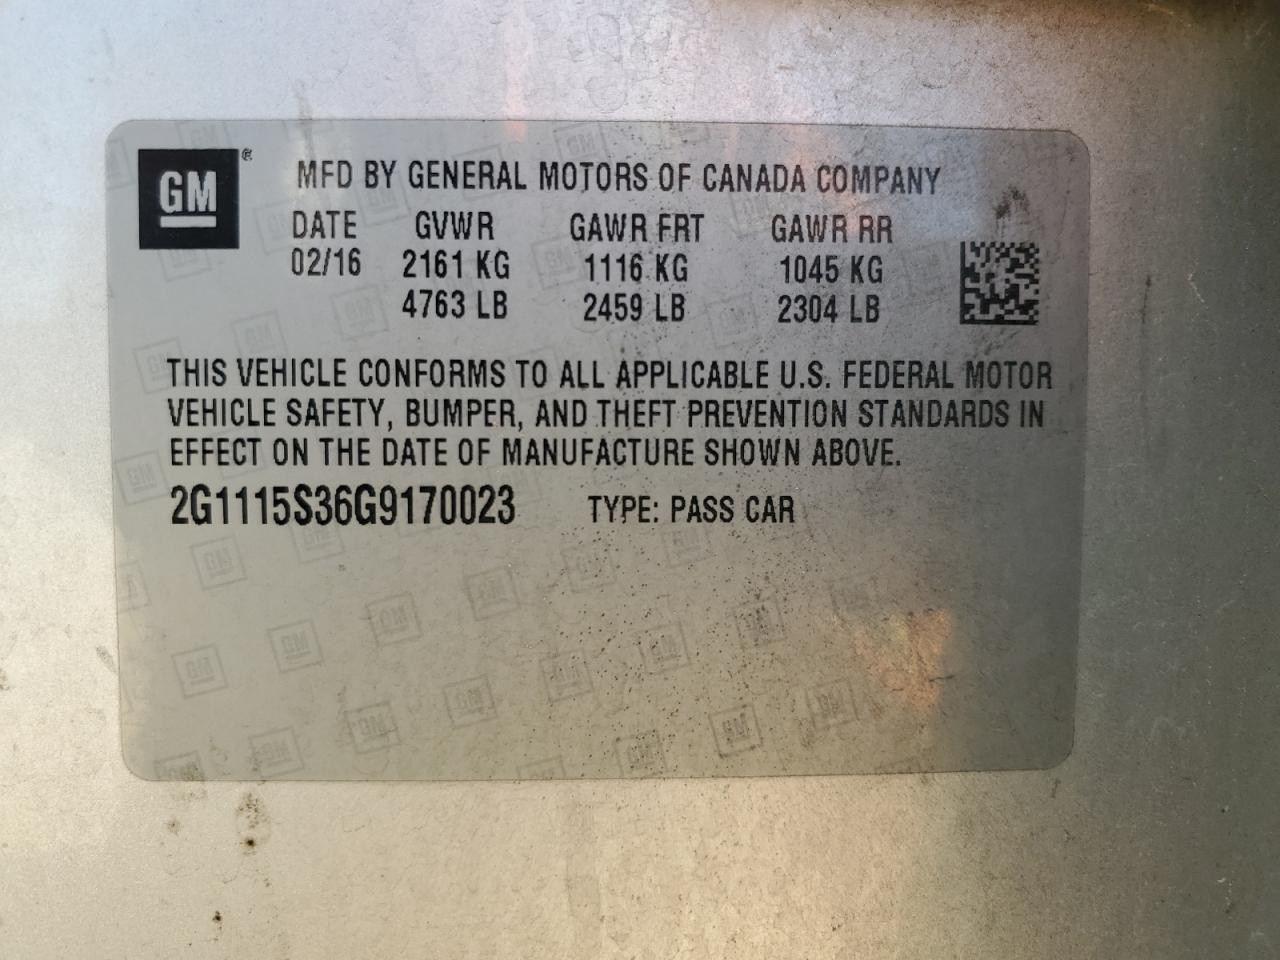 GM®
MFD BY GENERAL MOTORS OF CANADA COMPANY
DATE GVWR GAWR FRT GAWR RR
02/16 2161 KG 1116 KG 1045 KG
4763 LB 2459 LB 2304 LB
THIS VEHICLE CONFORMS TO ALL APPLICABLE U.S. FEDERAL MOTOR
VEHICLE SAFETY, BUMPER, AND THEFT PREVENTION STANDARDS IN
EFFECT ON THE DATE OF MANUFACTURE SHOWN ABOVE.
2G1115S36G9170023 TYPE: PASS CAR